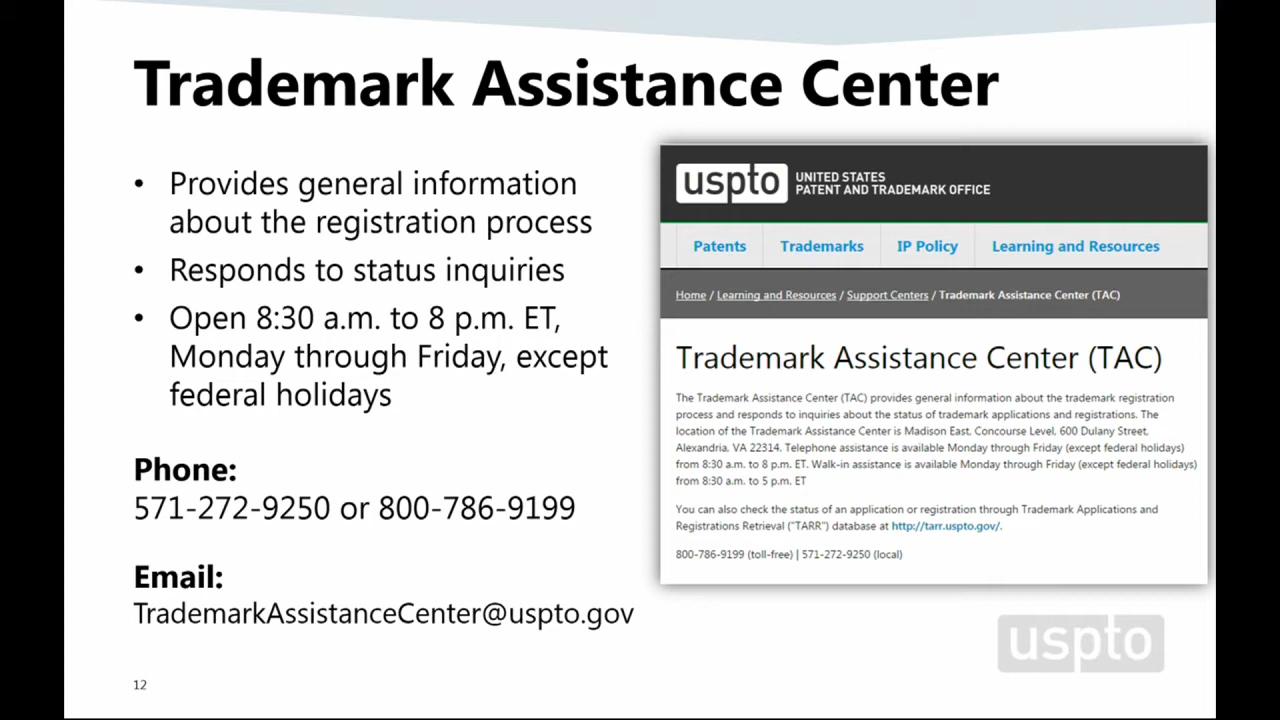 Trademark Assistance Center
• Provides general information
about the registration process
• Responds to status inquiries
• Open 8:30 a.m. to 8 p.m. ET,
Monday through Friday, except
federal holidays
Phone:
571-272-9250 or 800-786-9199
Email:
TrademarkAssistanceCenter@uspto.gov
12
uspto UNITED STATES
PATENT AND TRADEMARK OFFICE
Patents Trademarks IP Policy Learning and Resources
Home / Learning and Resources / Support Centers / Trademark Assistance Center (TAC)
Trademark Assistance Center (TAC)
The Trademark Assistance Center (TAC) provides general information about the trademark registration
process and responds to inquiries about the status of trademark applications and registrations. The
location of the Trademark Assistance Center is Madison East, Concourse Level, 600 Dulany Street,
Alexandria, VA 22314. Telephone assistance is available Monday through Friday (except federal holidays)
from 8:30 a.m. to 8 p.m. ET. Walk-in assistance is available Monday through Friday (except federal holidays)
from 8:30 a.m. to 5 p.m. ET
You can also check the status of an application or registration through Trademark Applications and
Registrations Retrieval ("TARR") database at http://tarr.uspto.gov/.
800-786-9199 (toll-free) | 571-272-9250 (local)
uspto